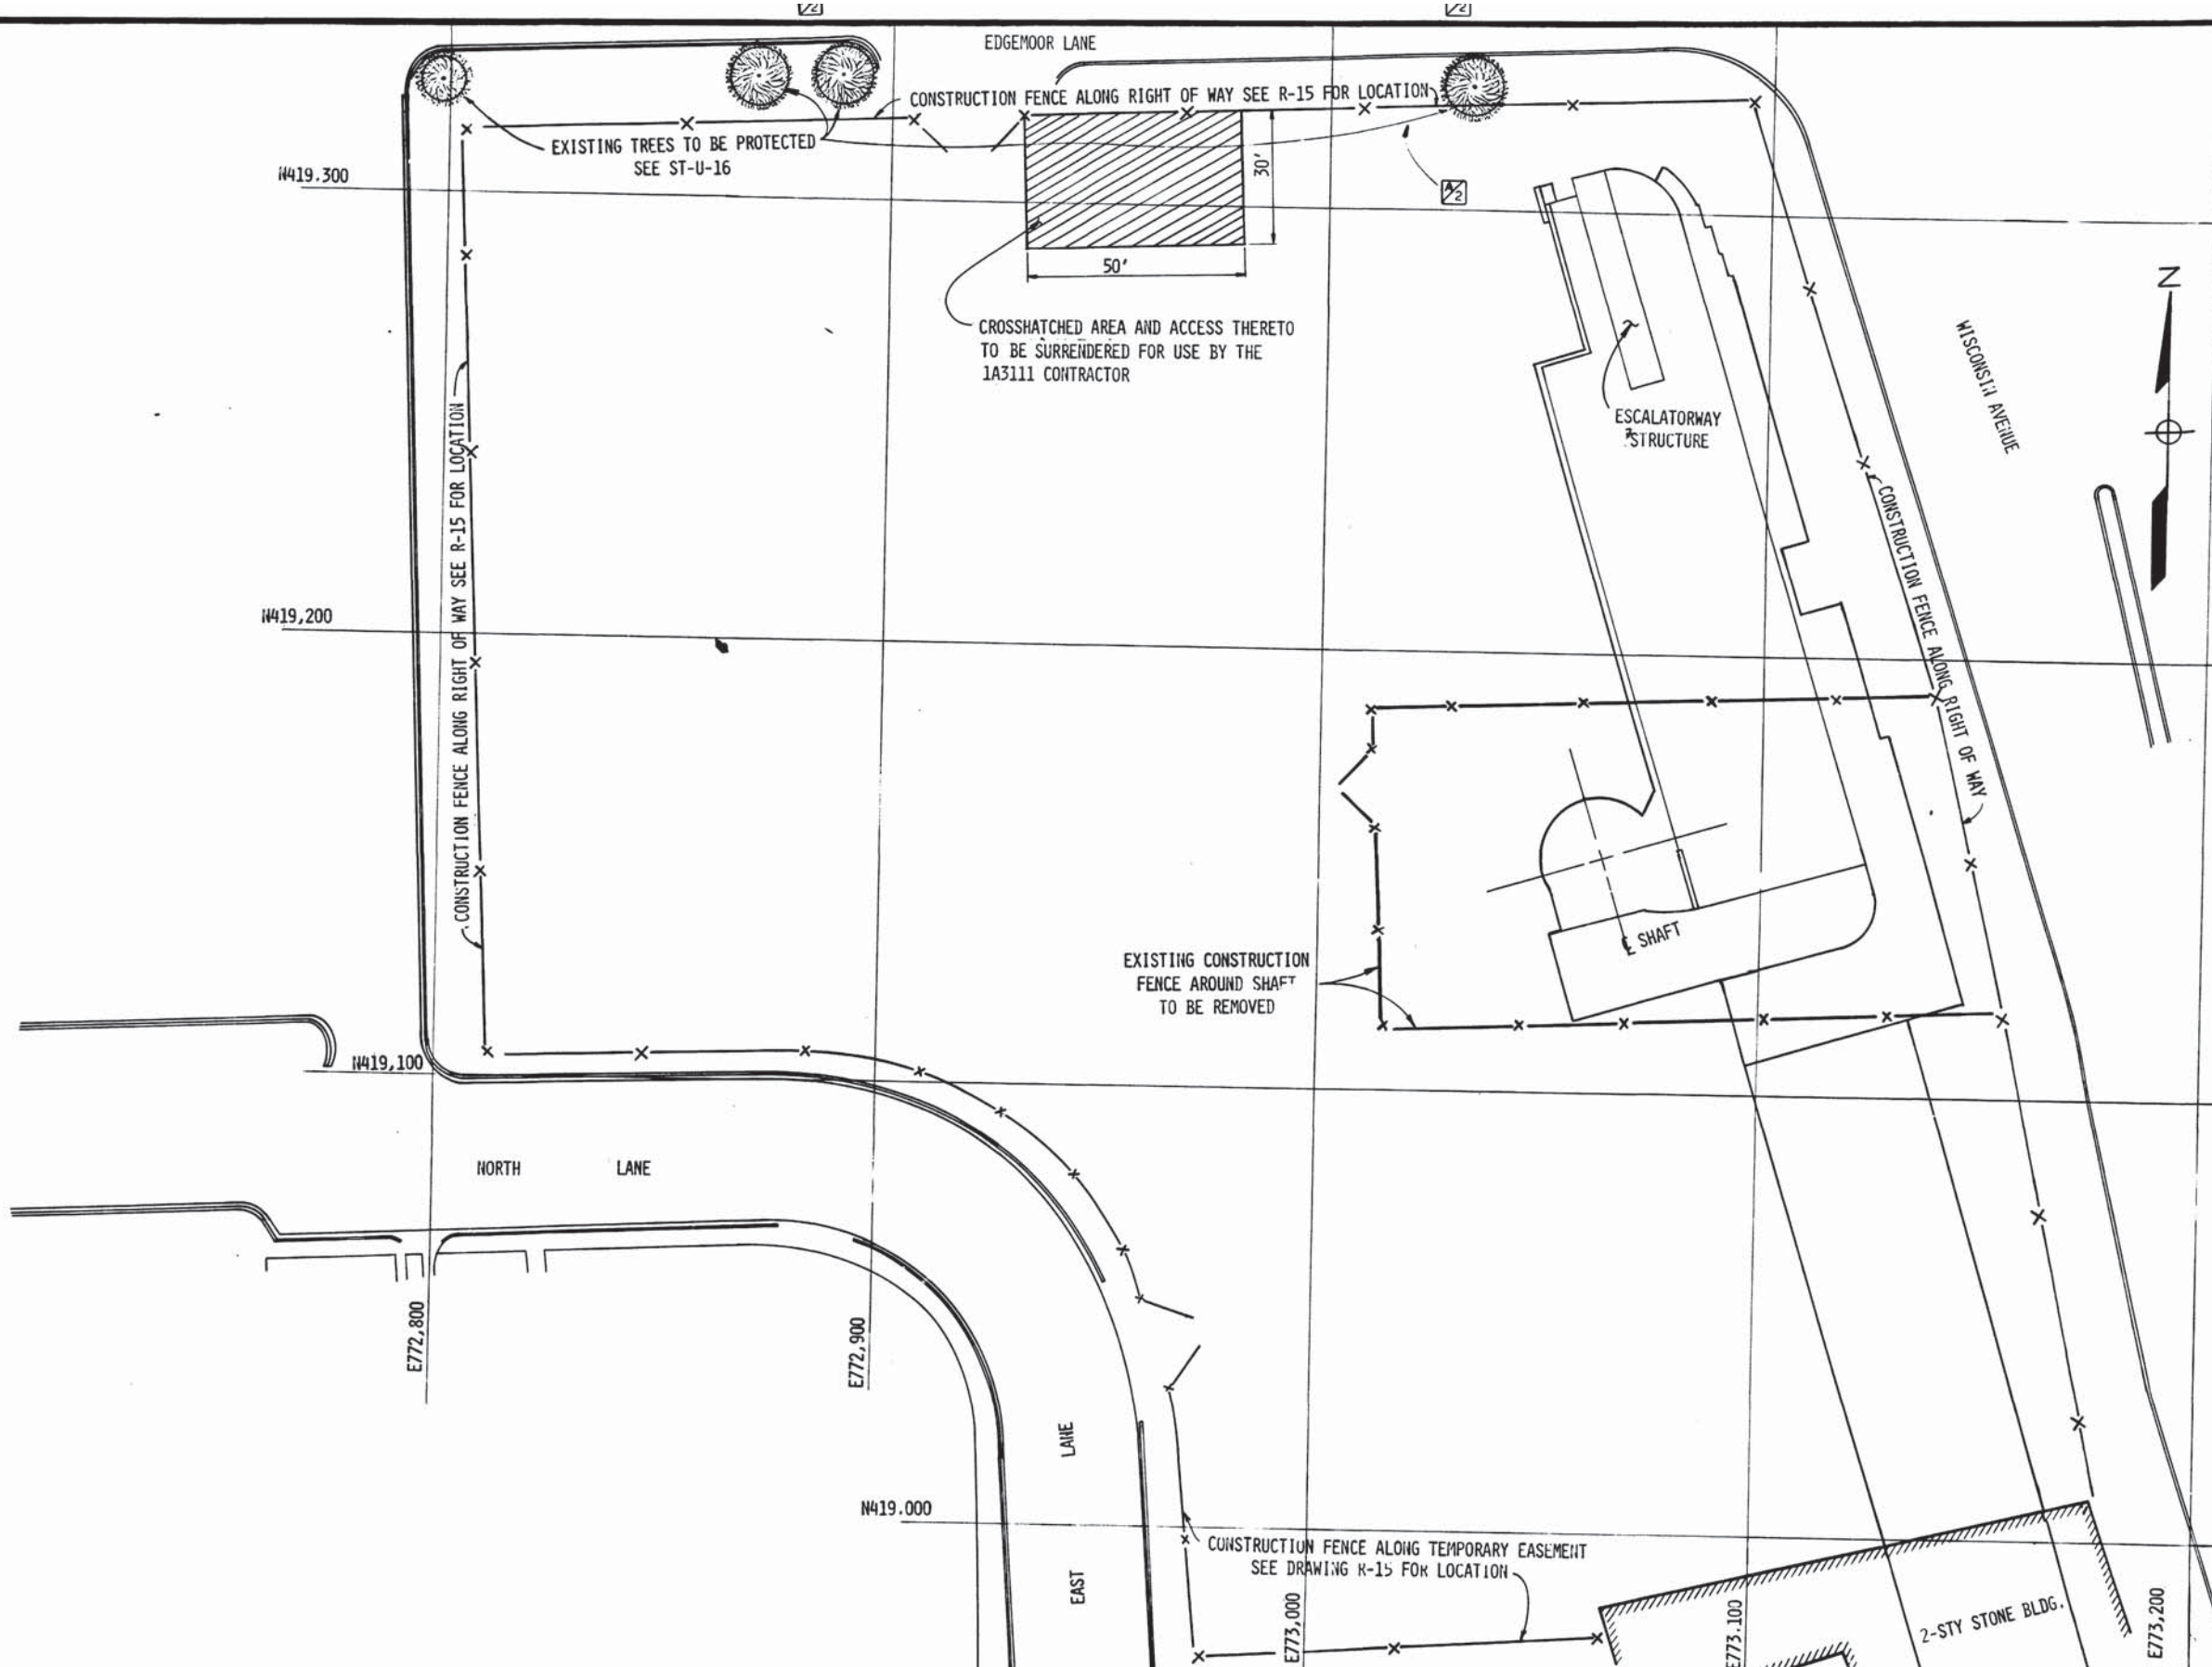 EDGEMOOR LANE
CONSTRUCTION FENCE ALONG RIGHT OF WAY SEE R-15 FOR LOCATION
EXISTING TREES TO BE PROTECTED
SEE ST-U-16
N419.300
30'
50'
A/2
CROSSHATCHED AREA AND ACCESS THERETO
TO BE SURRENDERED FOR USE BY THE
1A3111 CONTRACTOR
N
WISCONSIN AVENUE
ESCALATORWAY
STRUCTURE
CONSTRUCTION FENCE ALONG RIGHT OF WAY SEE R-15 FOR LOCATION
CONSTRUCTION FENCE ALONG RIGHT OF WAY
N419,200
℄ SHAFT
EXISTING CONSTRUCTION
FENCE AROUND SHAFT
TO BE REMOVED
N419,100
NORTH LANE
E772,800
E772,900
EAST LANE
N419.000
CONSTRUCTION FENCE ALONG TEMPORARY EASEMENT
SEE DRAWING R-15 FOR LOCATION
E773,000
E773.100
2-STY STONE BLDG.
E773,200